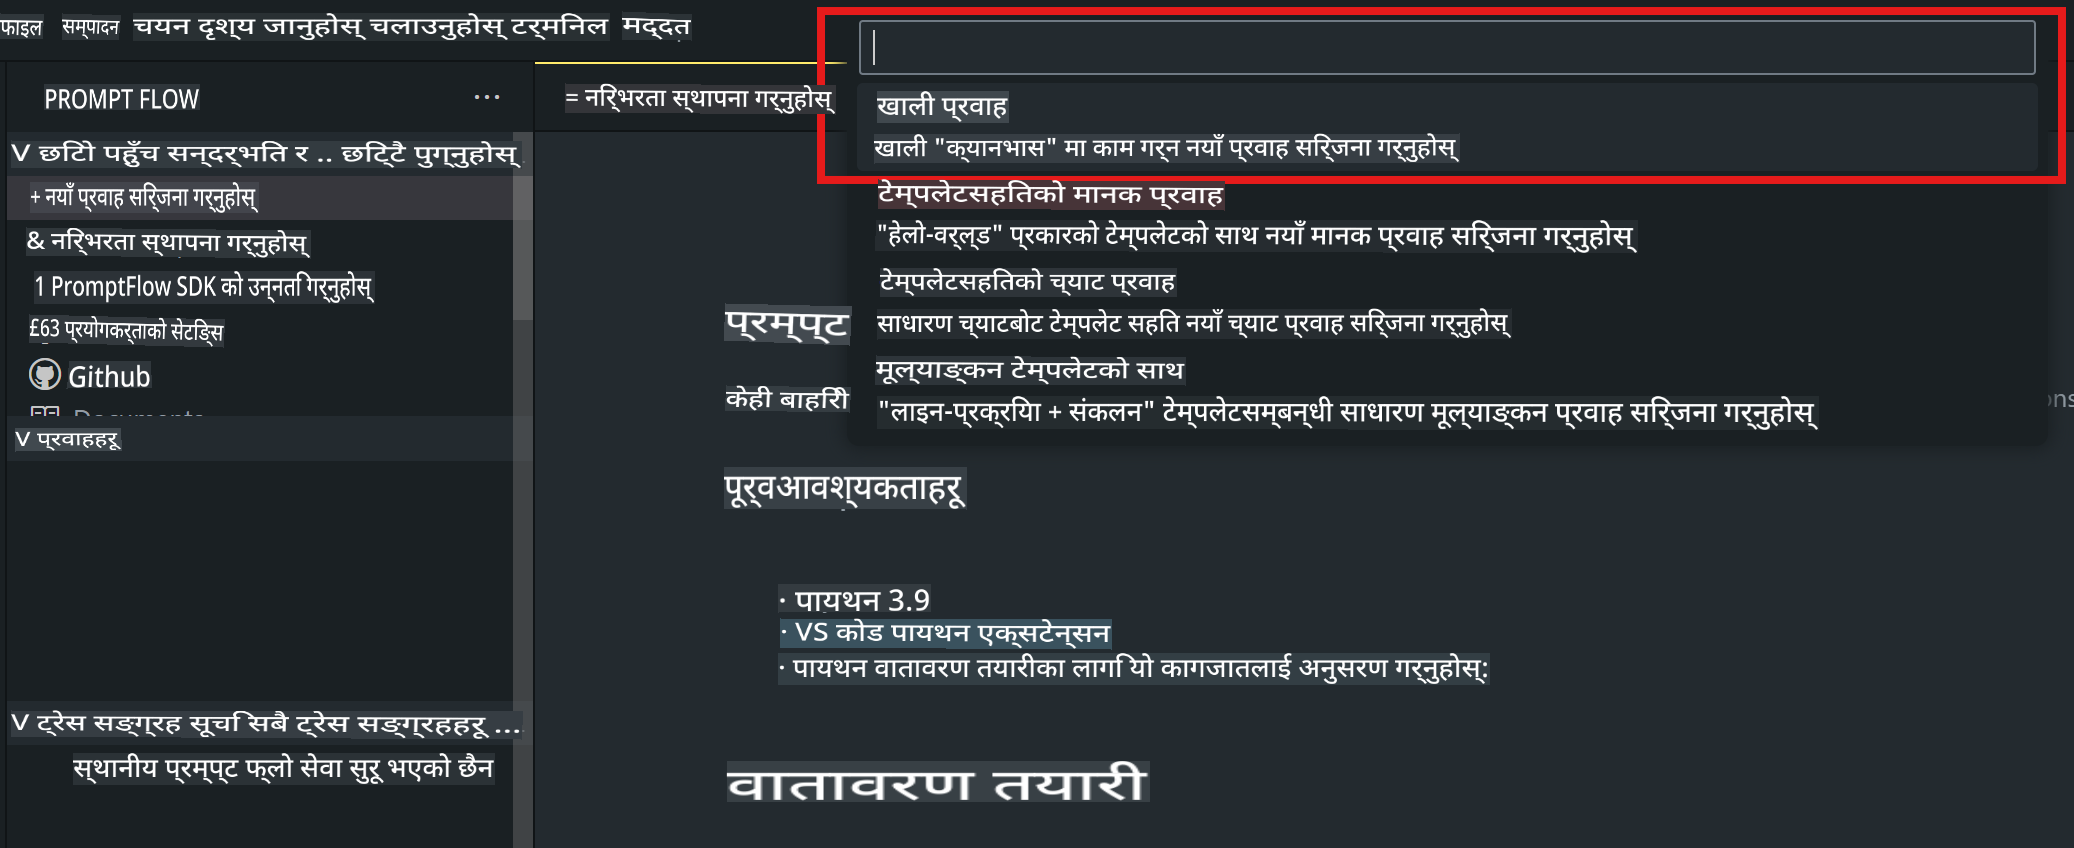 फाइल सम्पादन चयन दृश्य जानुहोस् चलाउनुहोस् टर्मिनल मद्दत
PROMPT FLOW ···
= निर्भरता स्थापना गर्नुहोस्
खाली प्रवाह
खाली "क्यानभास" मा काम गर्न नयाँ प्रवाह सिर्जना गर्नुहोस्
टेम्पलेटसहितको मानक प्रवाह
"हेलो-वर्ल्ड" प्रकारको टेम्पलेटको साथ नयाँ मानक प्रवाह सिर्जना गर्नुहोस्
टेम्पलेटसहितको च्याट प्रवाह
साधारण च्याटबोट टेम्पलेट सहित नयाँ च्याट प्रवाह सिर्जना गर्नुहोस्
मूल्याङ्कन टेम्पलेटको साथ
"लाइन-प्रक्रिया + संकलन" टेम्पलेटसम्बन्धी साधारण मूल्याङ्कन प्रवाह सिर्जना गर्नुहोस्
V छिटो पहुँच सन्दर्भित र .. छिट्टै पुग्नुहोस्
+ नयाँ प्रवाह सिर्जना गर्नुहोस्
& निर्भरता स्थापना गर्नुहोस्
1 PromptFlow SDK को उन्नति गर्नुहोस्
£63 प्रयोगकर्ताको सेटिङ्स
Github
Documents
V प्रवाहहरू
V ट्रेस सङ्ग्रह सूची सबै ट्रेस सङ्ग्रहहरू ...
स्थानीय प्रम्प्ट फ्लो सेवा सुरू भएको छैन
प्रम्प्ट
केही बाहिरी
पूर्वआवश्यकताहरू
· पायथन 3.9
· VS कोड पायथन एक्सटेन्सन
· पायथन वातावरण तयारीका लागि यो कागजातलाई अनुसरण गर्नुहोस्:
वातावरण तयारी